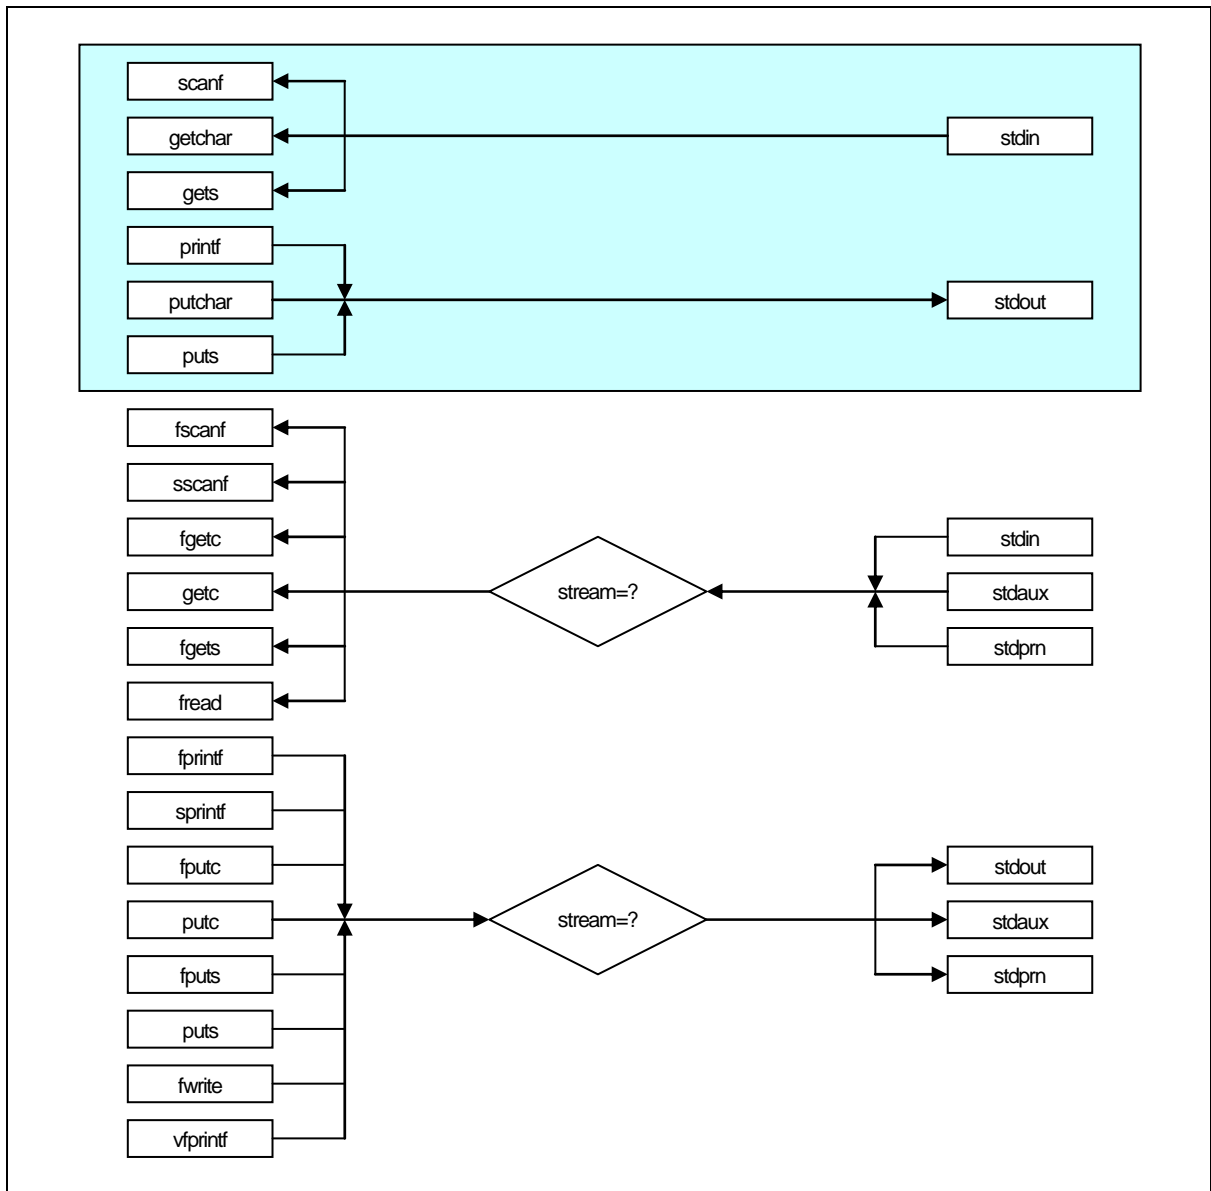 scanf
getchar
stdin
gets
printf
putchar
stdout
puts
fscanf
sscanf
fgetc
stdin
getc
stream=?
stdaux
fgets
stdprn
fread
fprintf
sprintf
fputc
stdout
putc
stream=?
stdaux
fputs
stdprn
puts
fwrite
vfprintf